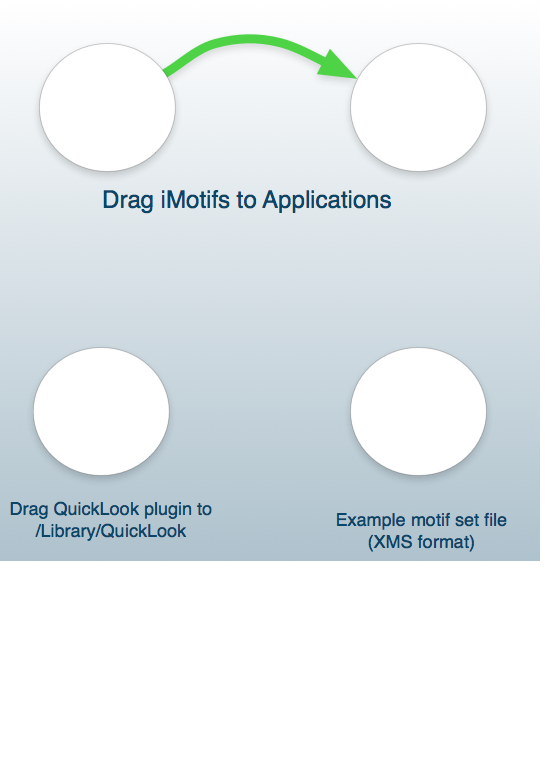 Drag iMotifs to Applications
Drag QuickLook plugin to
/Library/QuickLook
Example motif set file
(XMS format)